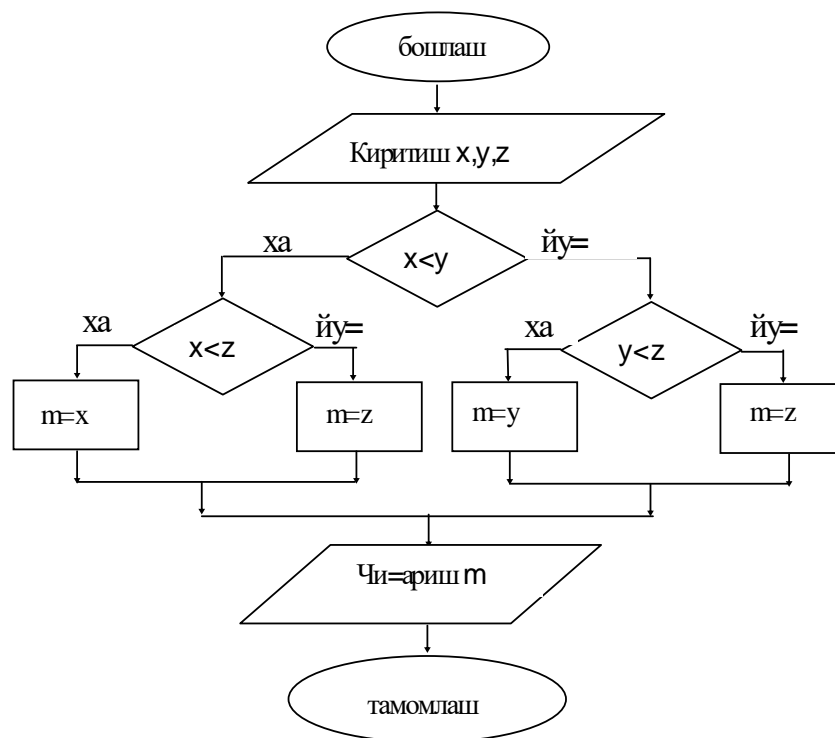 бошлаш
Киритиш x,y,z
ха
x<y
йу=
ха
x<z
йу=
ха
y<z
йу=
m=x
m=z
m=y
m=z
Чи=ариш m
тамомлаш